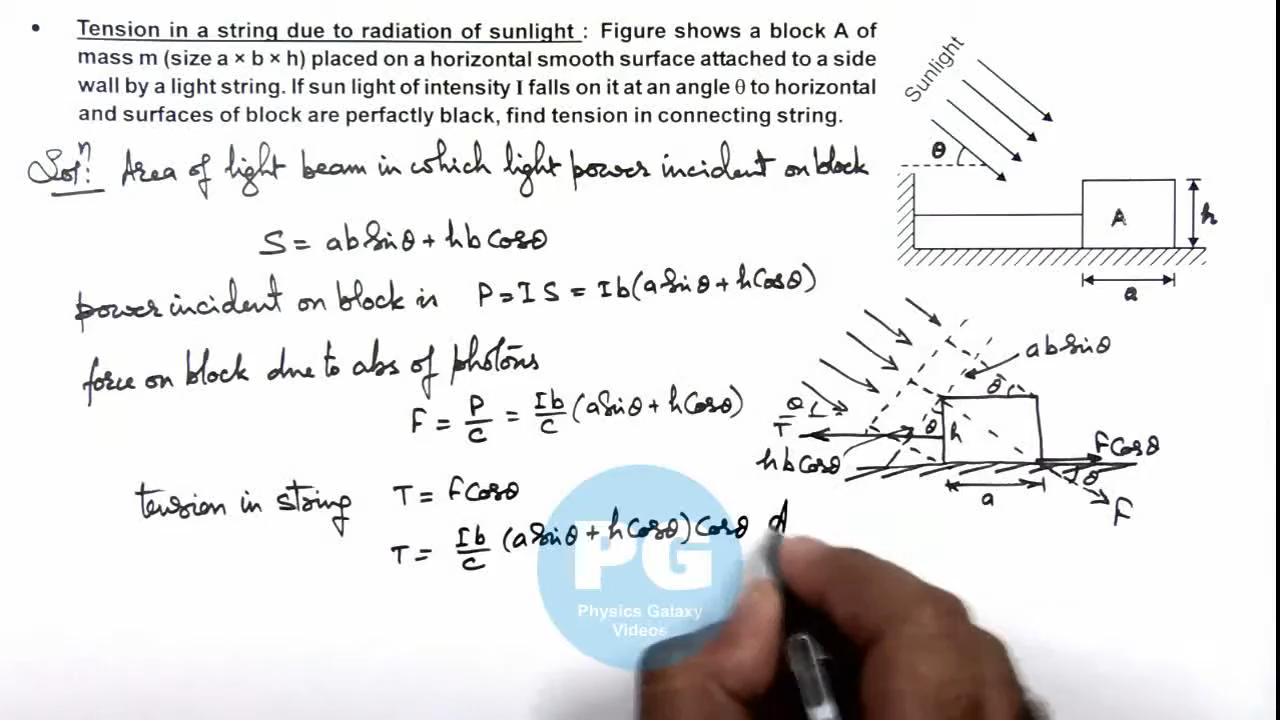 • Tension in a string due to radiation of sunlight : Figure shows a block A of
mass m (size a × b × h) placed on a horizontal smooth surface attached to a side
wall by a light string. If sun light of intensity I falls on it at an angle θ to horizontal
and surfaces of block are perfactly black, find tension in connecting string.
Solⁿ: Area of light beam in which light power incident on block
S = ab Sinθ + hb Cosθ
power incident on block is P = I S = Ib(a Sinθ + h Cosθ)
force on block due to abs of photons
F = P/C = Ib/C (a Sinθ + h Cosθ)
tension in string T = F Cosθ
T = Ib/C (a Sinθ + h Cosθ) Cosθ
Sunlight
θ
A
h
a
ab Sinθ
θ
θ
T
θ
h
hb Cosθ
F Cosθ
θ
F
a
PG
Physics Galaxy
Videos